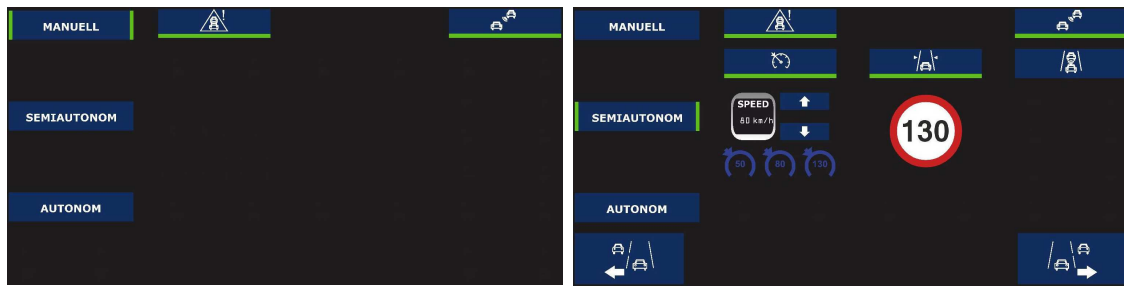 MANUELL
!
SEMIAUTONOM
AUTONOM
MANUELL
!
SPEED
80 km/h
SEMIAUTONOM
130
50 80 130
AUTONOM